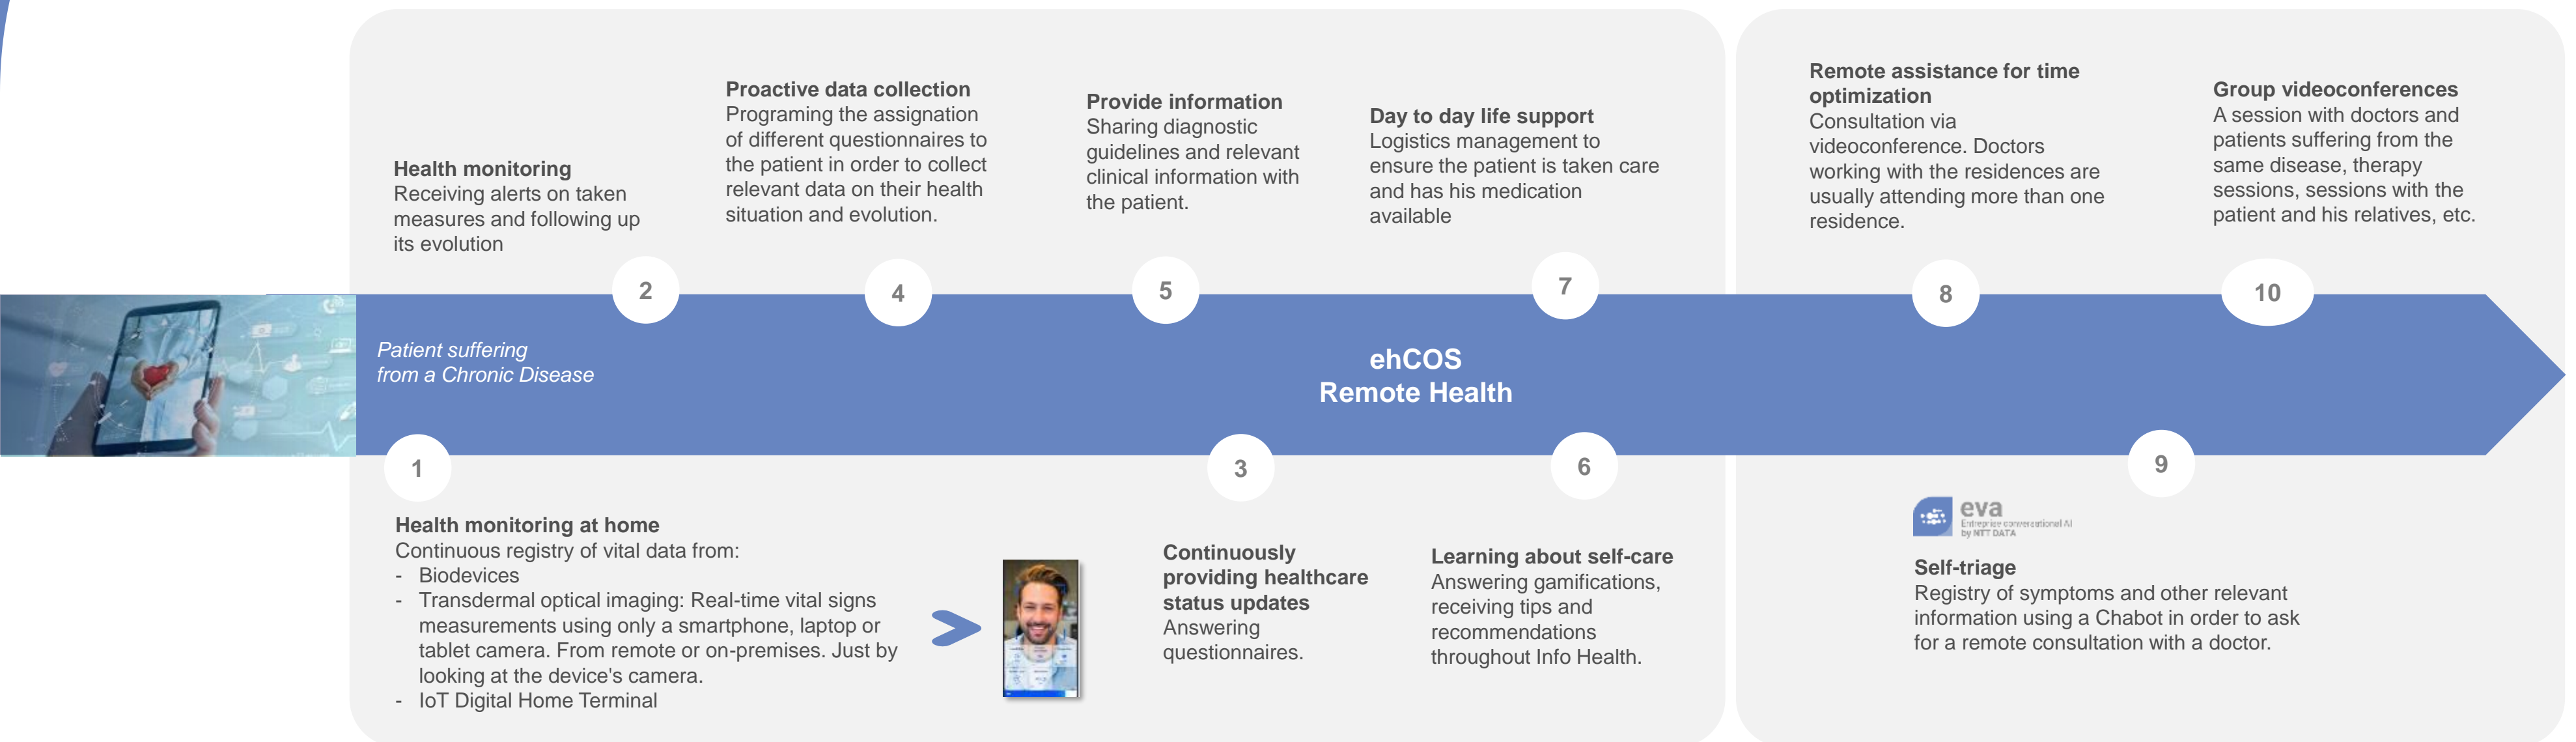 Health monitoring
Receiving alerts on taken
measures and following up
its evolution
Proactive data collection
Programing the assignation
of different questionnaires to
the patient in order to collect
relevant data on their health
situation and evolution.
Provide information
Sharing diagnostic
guidelines and relevant
clinical information with
the patient.
Day to day life support
Logistics management to
ensure the patient is taken care
and has his medication
available
Remote assistance for time
optimization
Consultation via
videoconference. Doctors
working with the residences are
usually attending more than one
residence.
Group videoconferences
A session with doctors and
patients suffering from the
same disease, therapy
sessions, sessions with the
patient and his relatives, etc.
2
4
5
7
8
10
Patient suffering
from a Chronic Disease
ehCOS
Remote Health
1
3
6
9
Health monitoring at home
Continuous registry of vital data from:
- Biodevices
- Transdermal optical imaging: Real-time vital signs
measurements using only a smartphone, laptop or
tablet camera. From remote or on-premises. Just by
looking at the device's camera.
- IoT Digital Home Terminal
Continuously
providing healthcare
status updates
Answering
questionnaires.
Learning about self-care
Answering gamifications,
receiving tips and
recommendations
throughout Info Health.
eva
Entreprise conversational AI
by NTT DATA
Self-triage
Registry of symptoms and other relevant
information using a Chabot in order to ask
for a remote consultation with a doctor.